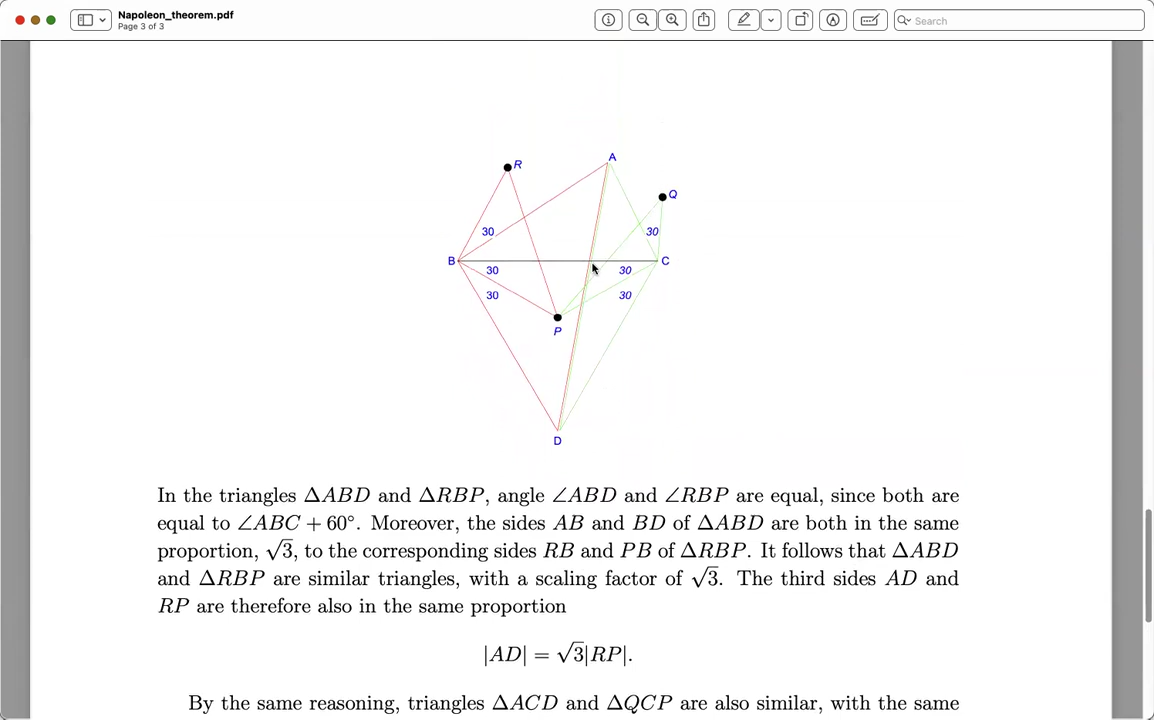 Napoleon_theorem.pdf
Page 3 of 3
Search
R
A
Q
30
30
B
C
30
30
30
30
P
D
In the triangles ΔABD and ΔRBP, angle ∠ABD and ∠RBP are equal, since both are
equal to ∠ABC + 60°. Moreover, the sides AB and BD of ΔABD are both in the same
proportion, √3, to the corresponding sides RB and PB of ΔRBP. It follows that ΔABD
and ΔRBP are similar triangles, with a scaling factor of √3. The third sides AD and
RP are therefore also in the same proportion
|AD| = √3|RP|.
By the same reasoning, triangles ΔACD and ΔQCP are also similar, with the same